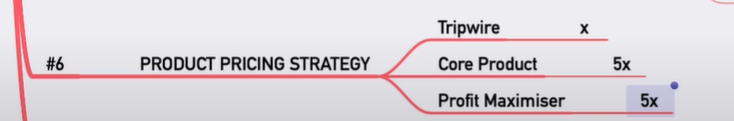 Tripwire x
#6 PRODUCT PRICING STRATEGY Core Product 5x
Profit Maximiser 5x